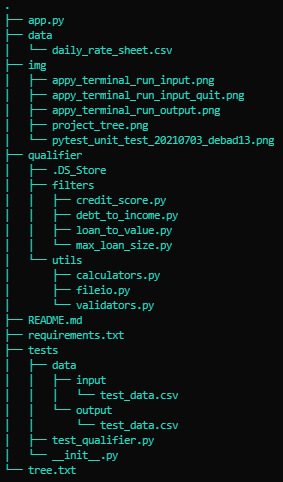 .
├── app.py
├── data
│   └── daily_rate_sheet.csv
├── img
│   ├── appy_terminal_run_input.png
│   ├── appy_terminal_run_input_quit.png
│   ├── appy_terminal_run_output.png
│   ├── project_tree.png
│   └── pytest_unit_test_20210703_debad13.png
├── qualifier
│   ├── .DS_Store
│   ├── filters
│   │   ├── credit_score.py
│   │   ├── debt_to_income.py
│   │   ├── loan_to_value.py
│   │   └── max_loan_size.py
│   └── utils
│       ├── calculators.py
│       ├── fileio.py
│       └── validators.py
├── README.md
├── requirements.txt
├── tests
│   ├── data
│   │   ├── input
│   │   │   └── test_data.csv
│   │   └── output
│   │       └── test_data.csv
│   ├── test_qualifier.py
│   └── __init__.py
└── tree.txt